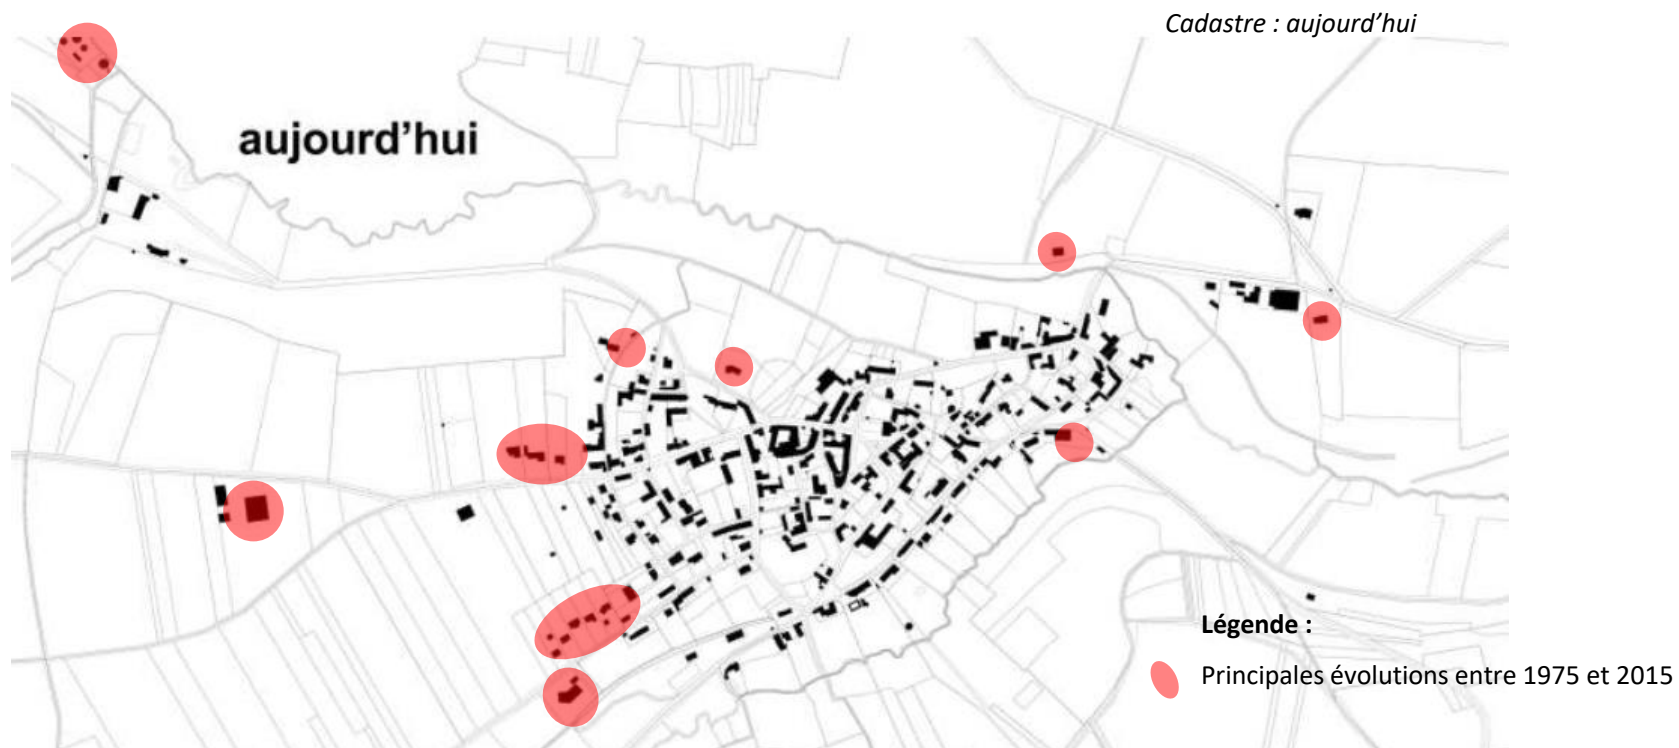 Cadastre : aujourd’hui
aujourd’hui
Légende :
Principales évolutions entre 1975 et 2015